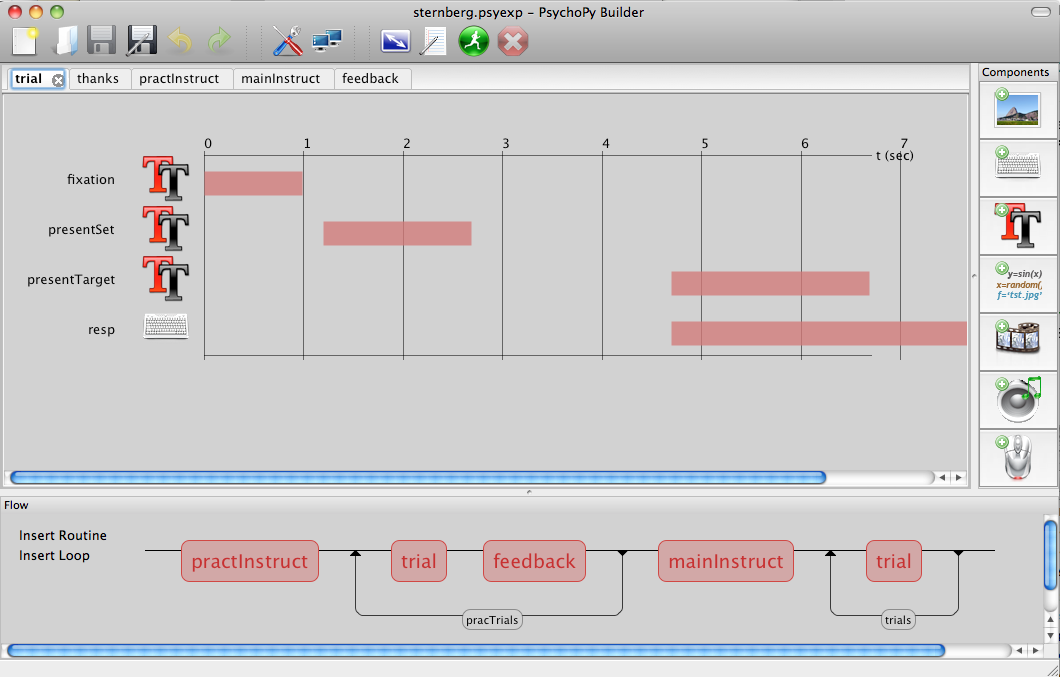 sternberg.psyexp – PsychoPy Builder
trial thanks practInstruct mainInstruct feedback
Components
0 1 2 3 4 5 6 7
t (sec)
fixation
presentSet
presentTarget
resp
y=sin(x)
x=random(,
f='tst.jpg'
Flow
Insert Routine
Insert Loop
practInstruct trial feedback mainInstruct trial
pracTrials trials